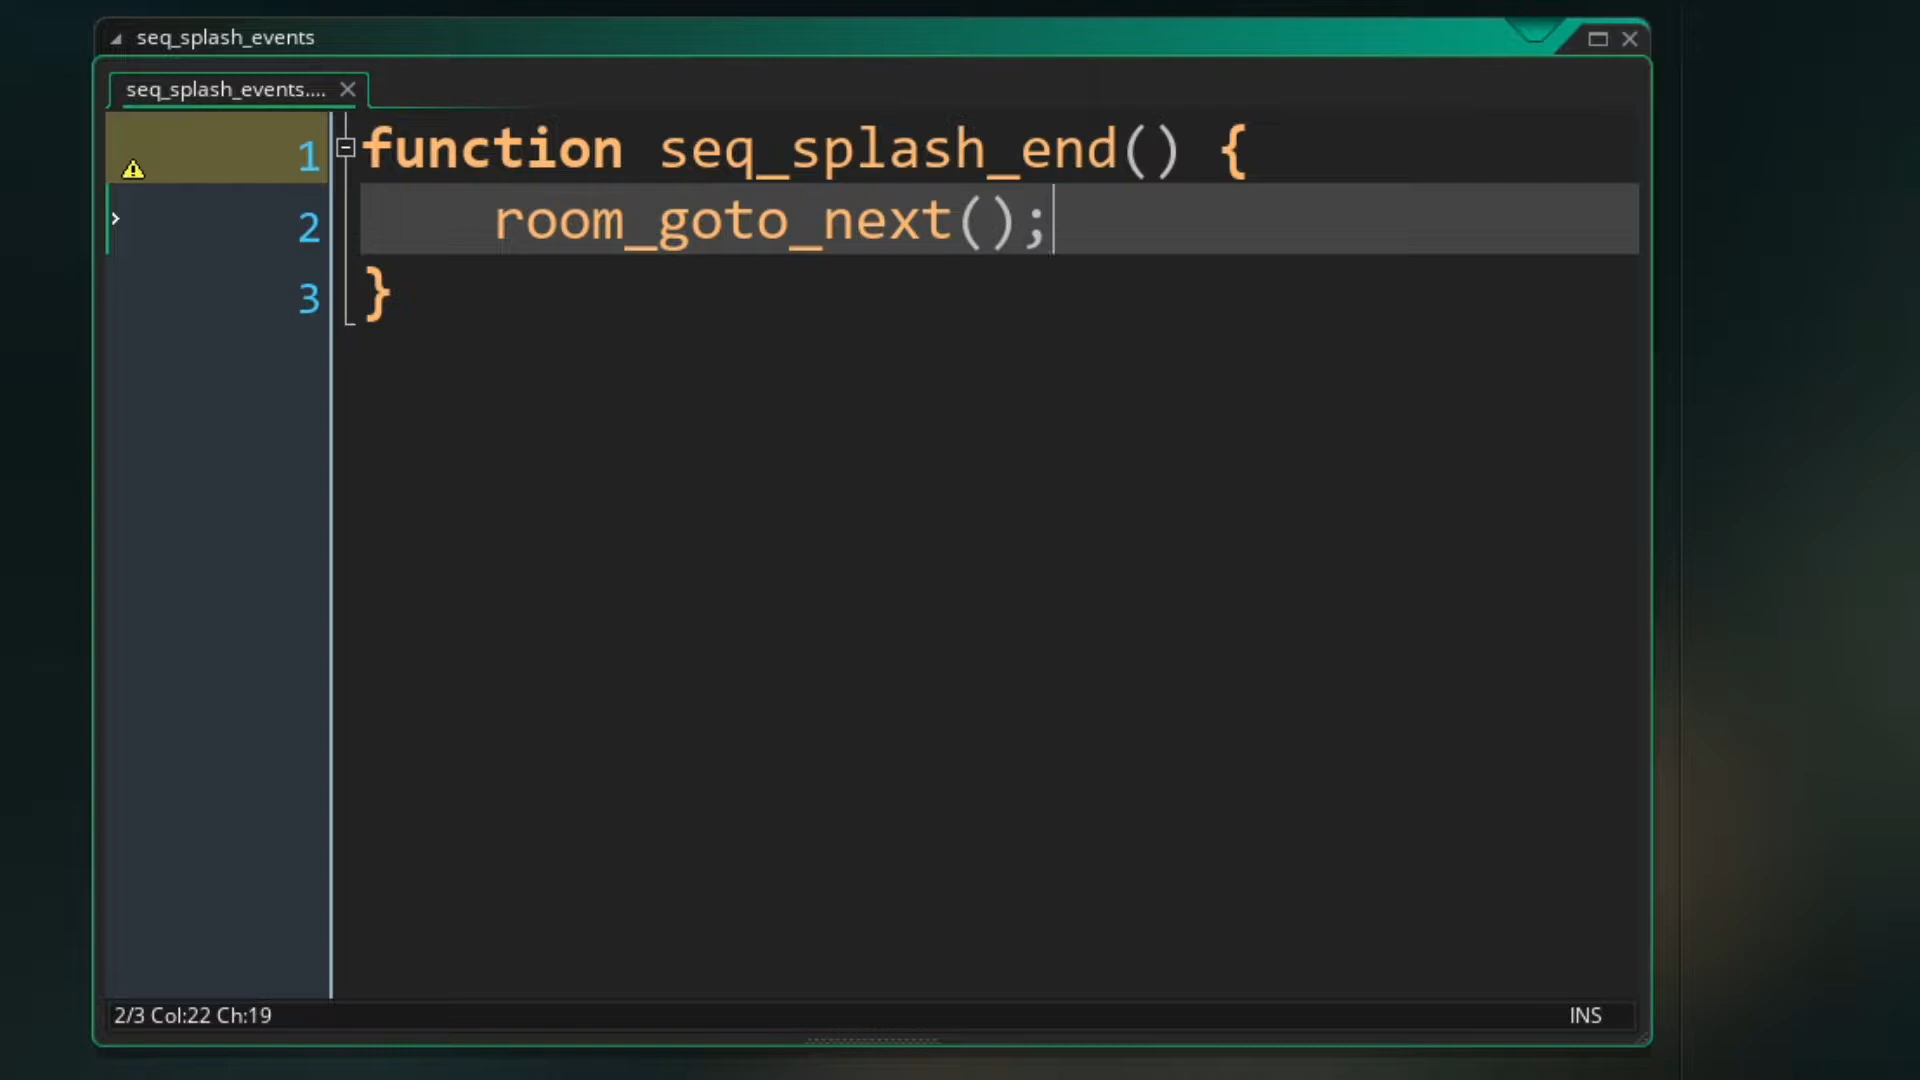 seq_splash_events
seq_splash_events....
1 function seq_splash_end() {
2 room_goto_next();
3 }
2/3 Col:22 Ch:19 INS